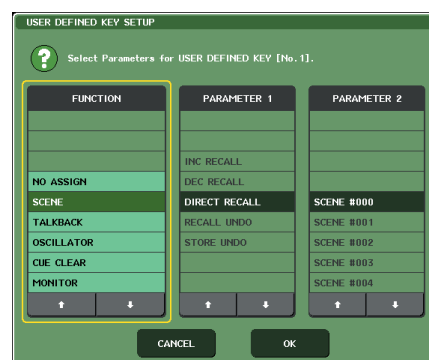 USER DEFINED KEY SETUP
Select Parameters for USER DEFINED KEY [No.1].
FUNCTION
PARAMETER 1
PARAMETER 2
INC RECALL
NO ASSIGN
DEC RECALL
SCENE
DIRECT RECALL
SCENE #000
TALKBACK
RECALL UNDO
SCENE #001
OSCILLATOR
STORE UNDO
SCENE #002
CUE CLEAR
SCENE #003
MONITOR
SCENE #004
CANCEL
OK